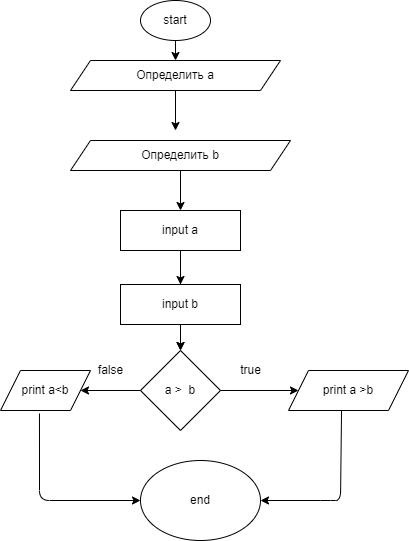 start
Определить a
Определить b
input a
input b
false
true
print a<b
a > b
print a >b
end